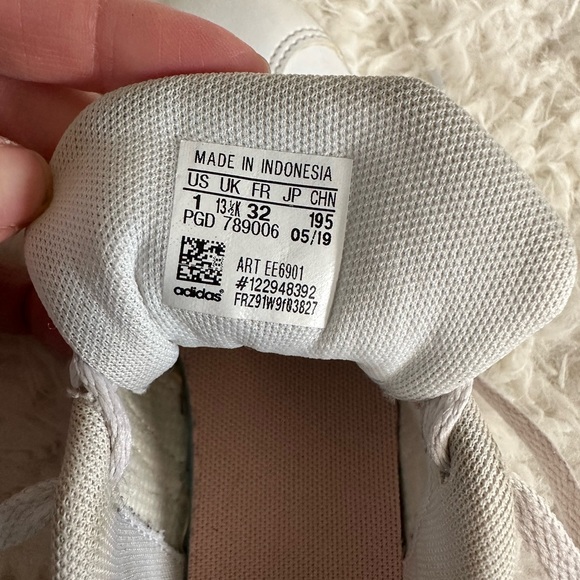 MADE IN INDONESIA
US UK FR JP CHN
1 13½K 32 195
PGD 789006 05/19
ART EE6901
#122948392
adidas FRZ91W9f03827